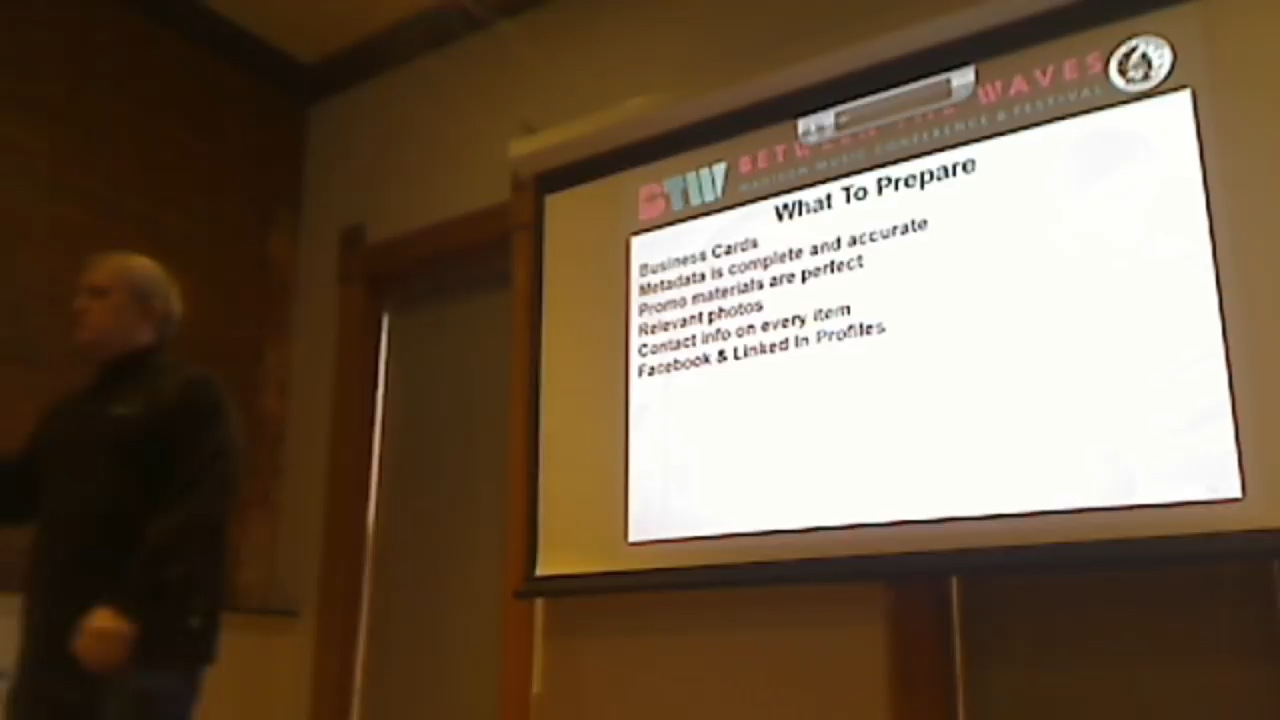 BTW BETWEEN THE WAVES
MADISON MUSIC CONFERENCE & FESTIVAL
What To Prepare
Business Cards
Metadata is complete and accurate
Promo materials are perfect
Relevant photos
Contact info on every item
Facebook & Linked In Profiles